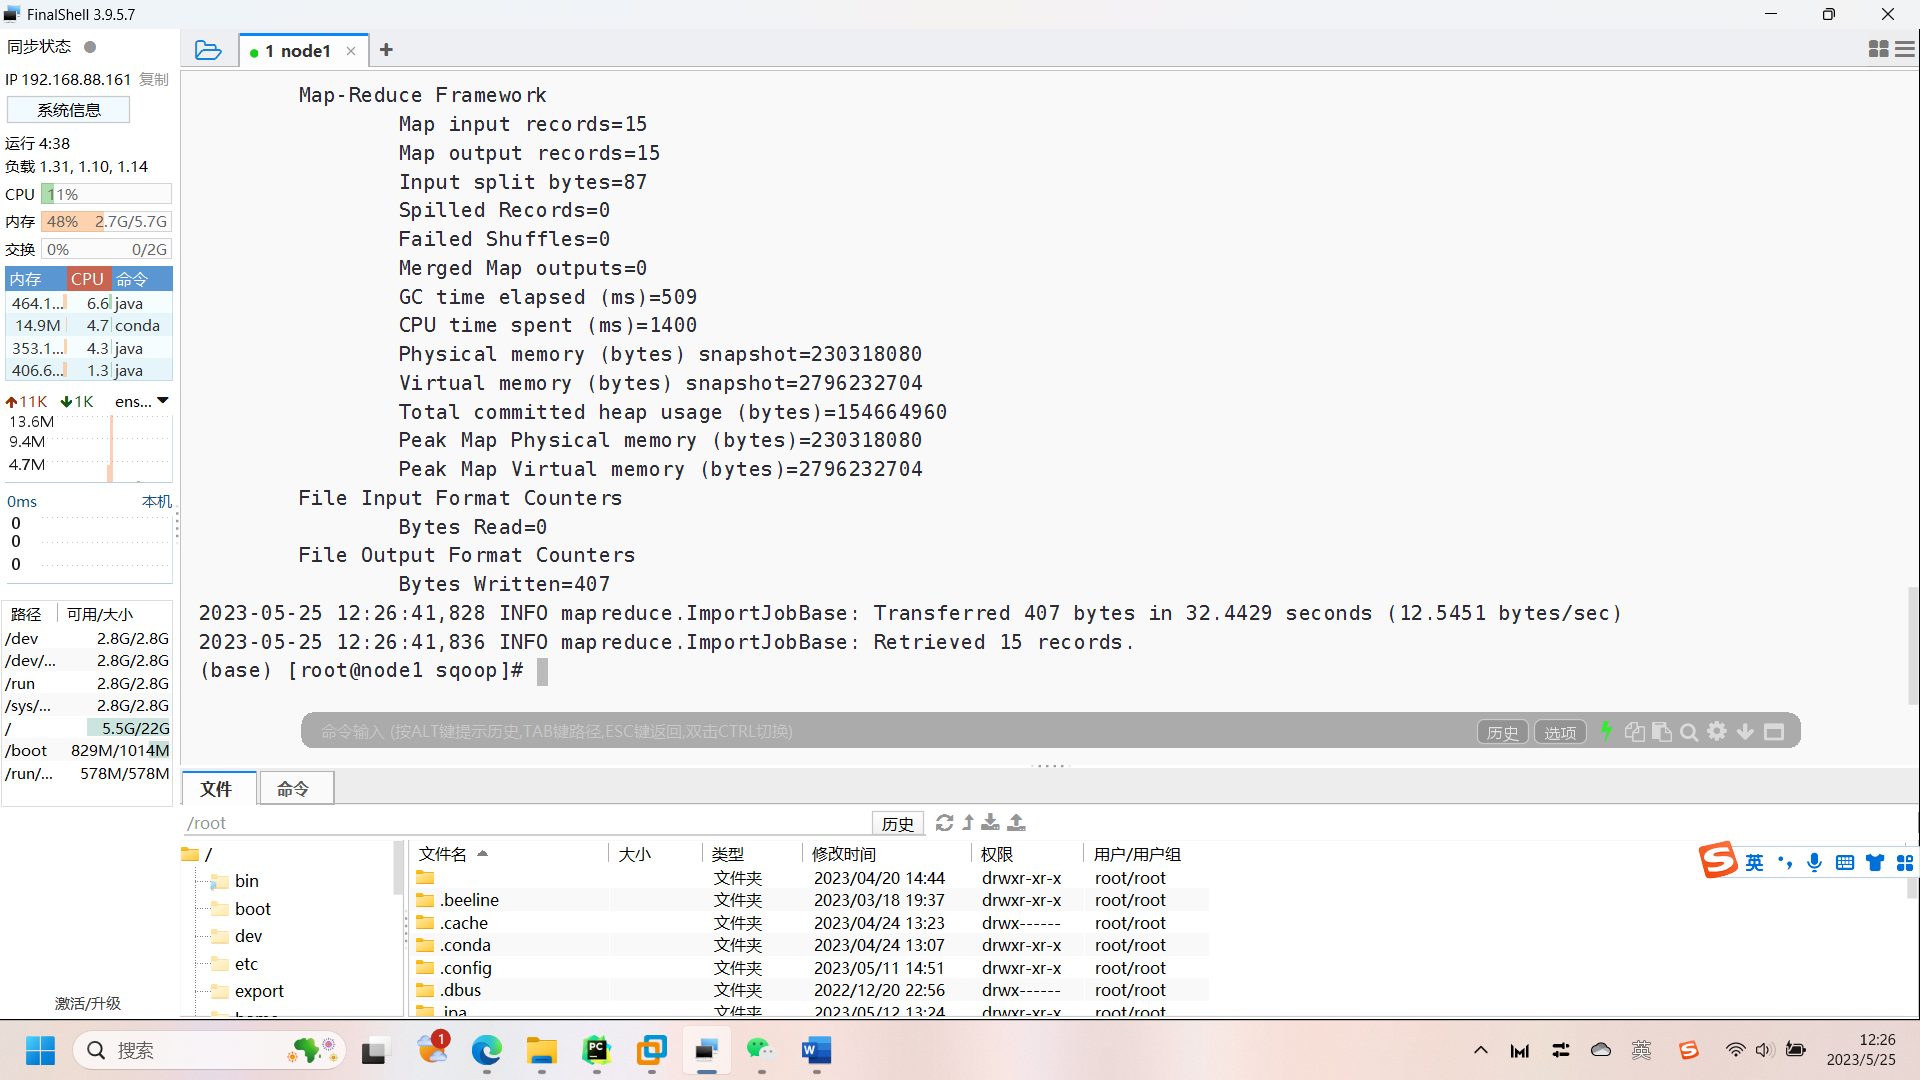 FinalShell 3.9.5.7
同步状态
IP 192.168.88.161 复制
系统信息
运行 4:38
负载 1.31, 1.10, 1.14
CPU 11%
内存 48% 2.7G/5.7G
交换 0% 0/2G
内存 CPU 命令
464.1... 6.6 java
14.9M 4.7 conda
353.1... 4.3 java
406.6... 1.3 java
11K 1K ens...
13.6M
9.4M
4.7M
0ms 本机
0
0
0
路径 可用/大小
/dev 2.8G/2.8G
/dev/... 2.8G/2.8G
/run 2.8G/2.8G
/sys/... 2.8G/2.8G
/ 5.5G/22G
/boot 829M/1014M
/run/... 578M/578M
激活/升级
1 node1
Map-Reduce Framework
Map input records=15
Map output records=15
Input split bytes=87
Spilled Records=0
Failed Shuffles=0
Merged Map outputs=0
GC time elapsed (ms)=509
CPU time spent (ms)=1400
Physical memory (bytes) snapshot=230318080
Virtual memory (bytes) snapshot=2796232704
Total committed heap usage (bytes)=154664960
Peak Map Physical memory (bytes)=230318080
Peak Map Virtual memory (bytes)=2796232704
File Input Format Counters
Bytes Read=0
File Output Format Counters
Bytes Written=407
2023-05-25 12:26:41,828 INFO mapreduce.ImportJobBase: Transferred 407 bytes in 32.4429 seconds (12.5451 bytes/sec)
2023-05-25 12:26:41,836 INFO mapreduce.ImportJobBase: Retrieved 15 records.
(base) [root@node1 sqoop]#
命令输入 (按ALT键提示历史,TAB键路径,ESC键返回,双击CTRL切换)
历史 选项
文件 命令
/root 历史
/
bin
boot
dev
etc
export
home
文件名 大小 类型 修改时间 权限 用户/用户组
文件夹 2023/04/20 14:44 drwxr-xr-x root/root
.beeline 文件夹 2023/03/18 19:37 drwxr-xr-x root/root
.cache 文件夹 2023/04/24 13:23 drwx------ root/root
.conda 文件夹 2023/04/24 13:07 drwxr-xr-x root/root
.config 文件夹 2023/05/11 14:51 drwxr-xr-x root/root
.dbus 文件夹 2022/12/20 22:56 drwx------ root/root
文件夹 2023/05/12 13:24 drwxr-xr-x root/root
S 英
搜索
1
PC
W
英
S
12:26
2023/5/25